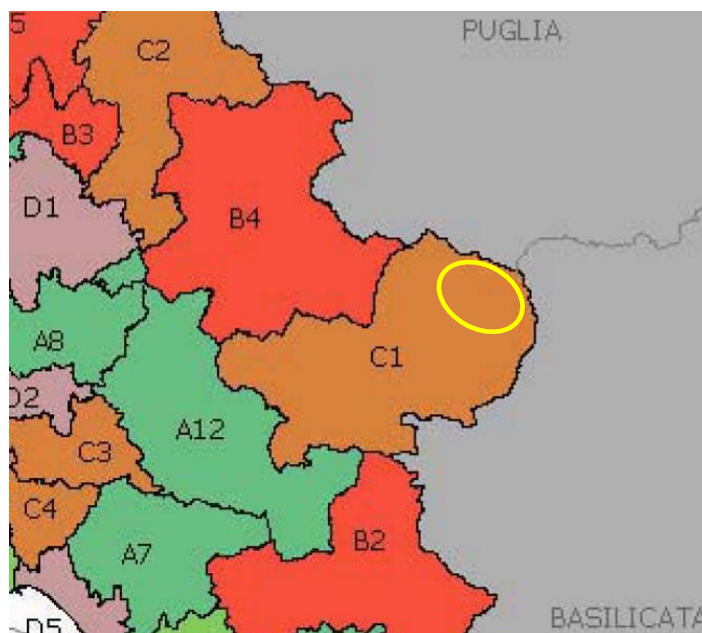 5
PUGLIA
C2
B3
D1
B4
A8
C1
D2
A12
C3
C4
A7
B2
D5
BASILICATA